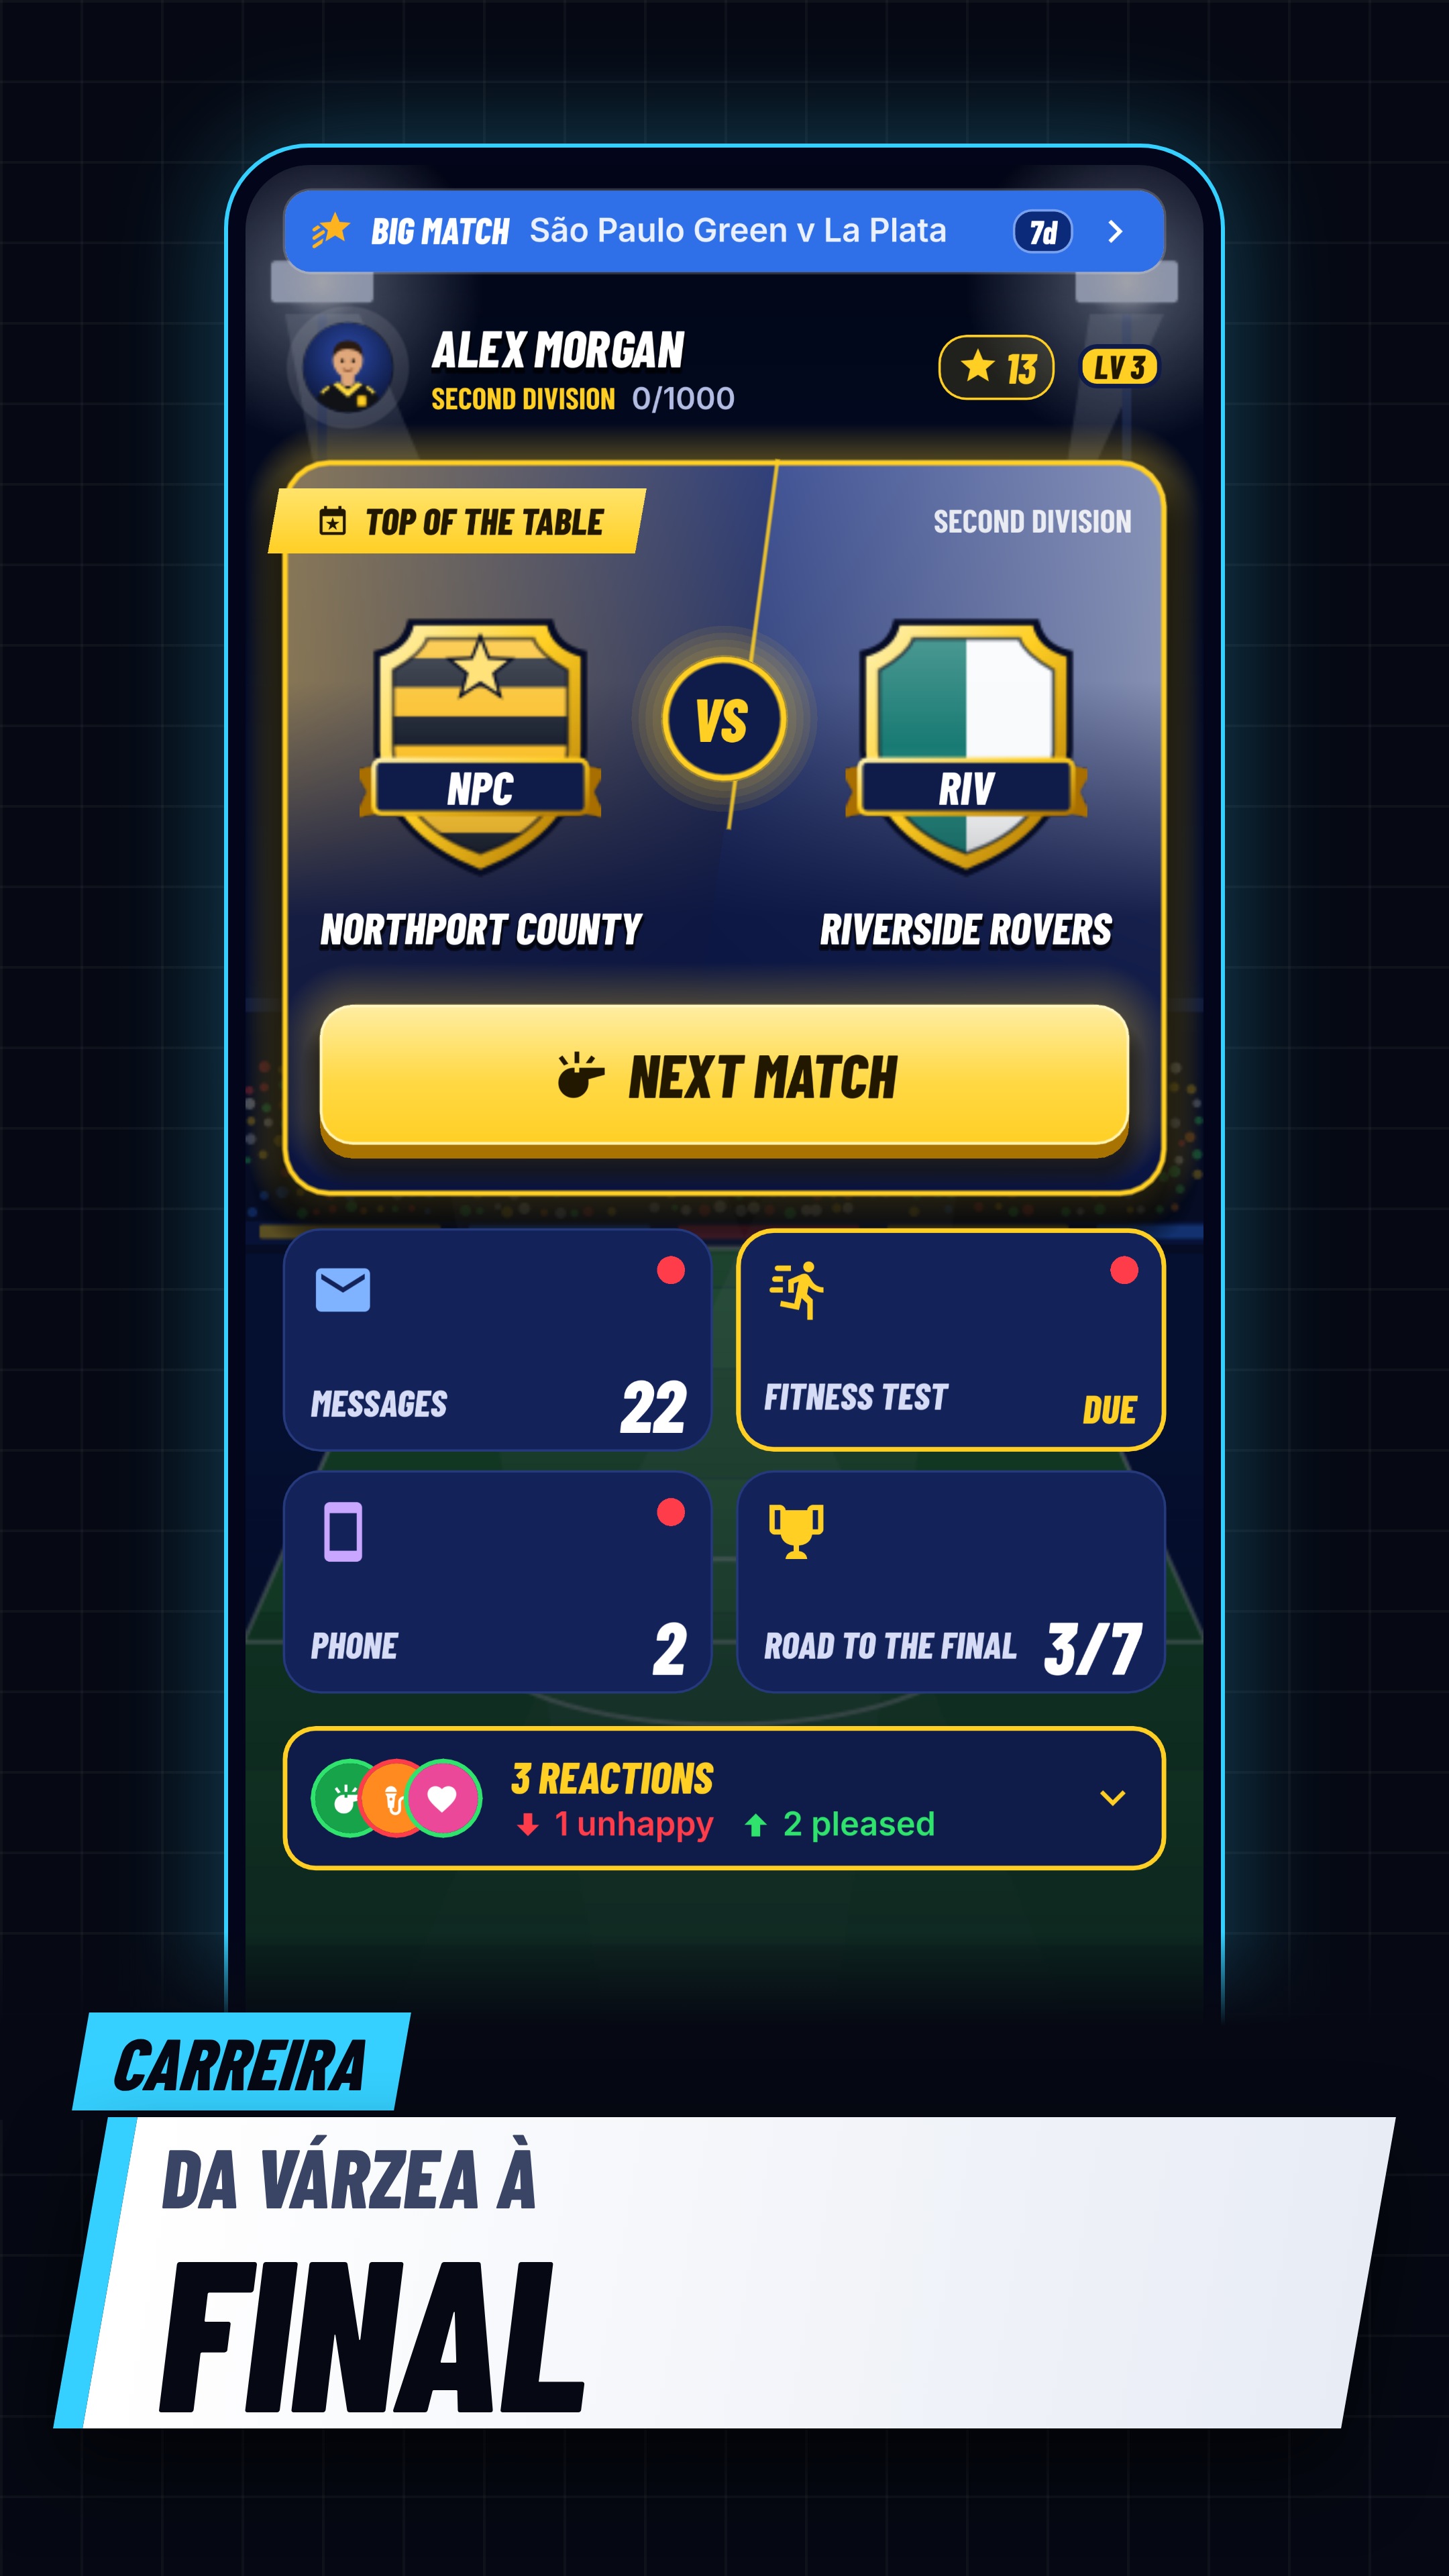 BIG MATCH São Paulo Green v La Plata 7d
ALEX MORGAN
SECOND DIVISION 0/1000
13
LV 3
TOP OF THE TABLE
SECOND DIVISION
NPC
VS
RIV
NORTHPORT COUNTY
RIVERSIDE ROVERS
NEXT MATCH
MESSAGES 22
FITNESS TEST DUE
PHONE 2
ROAD TO THE FINAL 3/7
3 REACTIONS
1 unhappy 2 pleased
CARREIRA
DA VÁRZEA À
FINAL